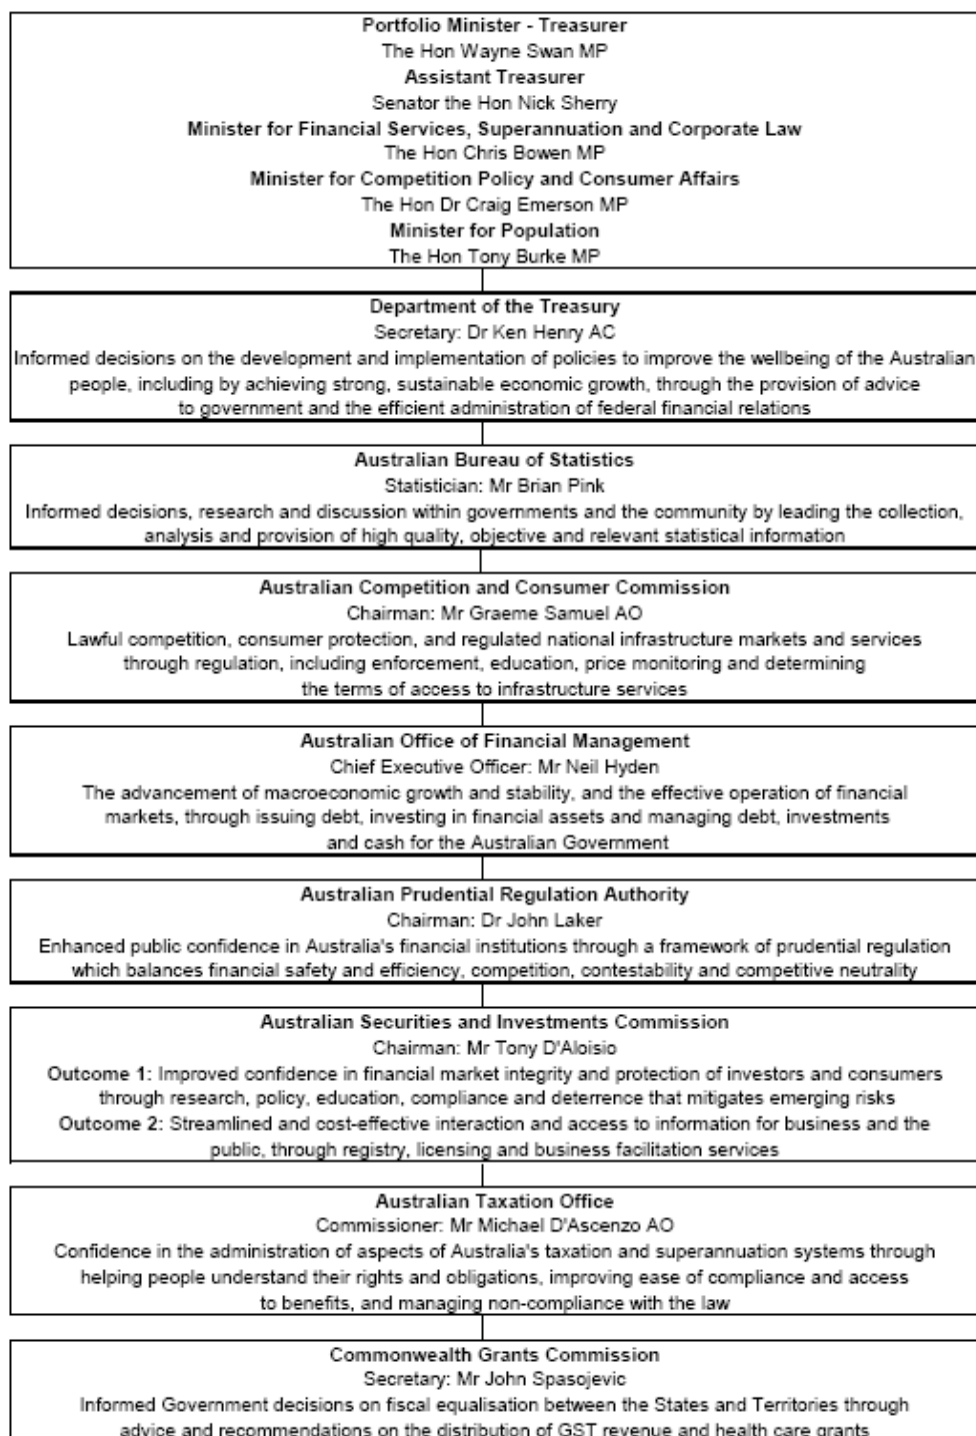 Portfolio Minister - Treasurer
The Hon Wayne Swan MP
Assistant Treasurer
Senator the Hon Nick Sherry
Minister for Financial Services, Superannuation and Corporate Law
The Hon Chris Bowen MP
Minister for Competition Policy and Consumer Affairs
The Hon Dr Craig Emerson MP
Minister for Population
The Hon Tony Burke MP
Department of the Treasury
Secretary: Dr Ken Henry AC
Informed decisions on the development and implementation of policies to improve the wellbeing of the Australian
people, including by achieving strong, sustainable economic growth, through the provision of advice
to government and the efficient administration of federal financial relations
Australian Bureau of Statistics
Statistician: Mr Brian Pink
Informed decisions, research and discussion within governments and the community by leading the collection,
analysis and provision of high quality, objective and relevant statistical information
Australian Competition and Consumer Commission
Chairman: Mr Graeme Samuel AO
Lawful competition, consumer protection, and regulated national infrastructure markets and services
through regulation, including enforcement, education, price monitoring and determining
the terms of access to infrastructure services
Australian Office of Financial Management
Chief Executive Officer: Mr Neil Hyden
The advancement of macroeconomic growth and stability, and the effective operation of financial
markets, through issuing debt, investing in financial assets and managing debt, investments
and cash for the Australian Government
Australian Prudential Regulation Authority
Chairman: Dr John Laker
Enhanced public confidence in Australia's financial institutions through a framework of prudential regulation
which balances financial safety and efficiency, competition, contestability and competitive neutrality
Australian Securities and Investments Commission
Chairman: Mr Tony D'Aloisio
Outcome 1: Improved confidence in financial market integrity and protection of investors and consumers
through research, policy, education, compliance and deterrence that mitigates emerging risks
Outcome 2: Streamlined and cost-effective interaction and access to information for business and the
public, through registry, licensing and business facilitation services
Australian Taxation Office
Commissioner: Mr Michael D'Ascenzo AO
Confidence in the administration of aspects of Australia's taxation and superannuation systems through
helping people understand their rights and obligations, improving ease of compliance and access
to benefits, and managing non-compliance with the law
Commonwealth Grants Commission
Secretary: Mr John Spasojevic
Informed Government decisions on fiscal equalisation between the States and Territories through
advice and recommendations on the distribution of GST revenue and health care grants